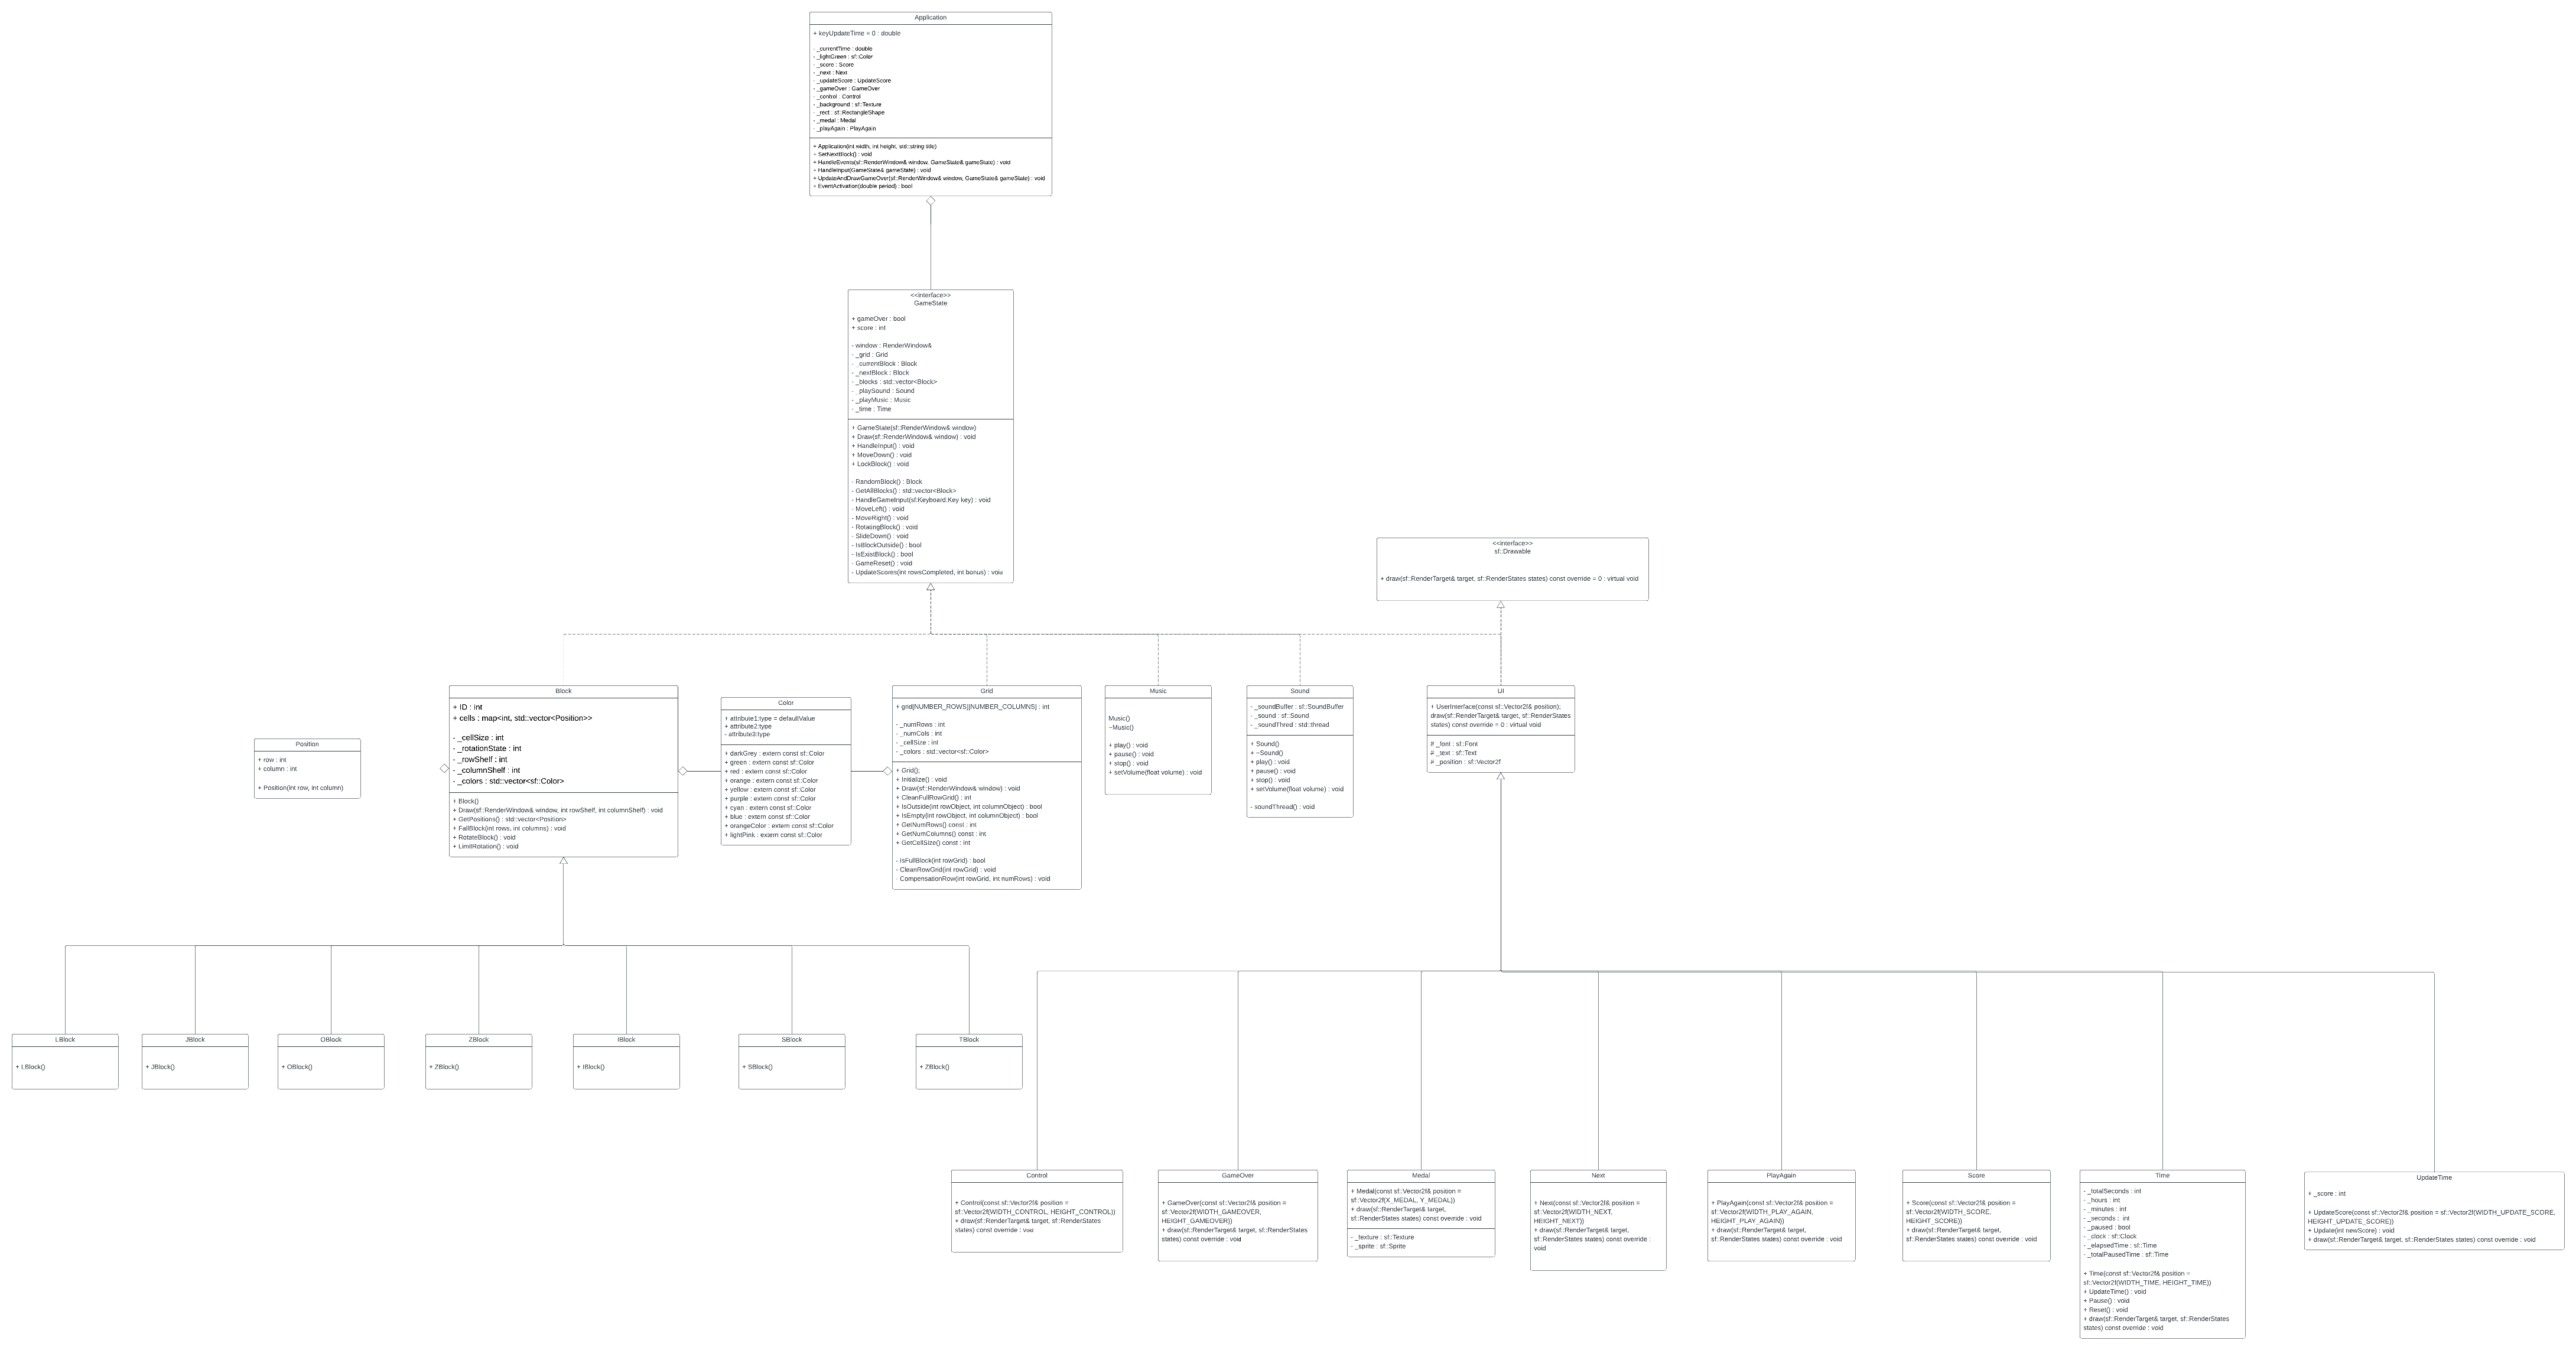 Application
+ keyUpdateTime = 0 : double
- _currentTime : double
- _lightGreen : sf::Color
- _score : Score
- _next : Next
- _updateScore : UpdateScore
- _gameOver : GameOver
- _control : Control
- _background : sf::Texture
- _rect : sf::RectangleShape
- _medal : Medal
- _playAgain : PlayAgain
+ Application(int width, int height, std::string title)
+ SetNextBlock() : void
+ HandleEvents(sf::RenderWindow& window, GameState& gameState) : void
+ HandleInput(GameState& gameState) : void
+ UpdateAndDrawGameOver(sf::RenderWindow& window, GameState& gameState) : void
+ EventActivation(double period) : bool
<<interface>>
GameState
+ gameOver : bool
+ score : int
- window : RenderWindow&
- _grid : Grid
- _currentBlock : Block
- _nextBlock : Block
- _blocks : std::vector<Block>
- _playSound : Sound
- _playMusic : Music
- _time : Time
+ GameState(sf::RenderWindow& window)
+ Draw(sf::RenderWindow& window) : void
+ HandleInput() : void
+ MoveDown() : void
+ LockBlock() : void
- RandomBlock() : Block
- GetAllBlocks() : std::vector<Block>
- HandleGameInput(sf:Keyboard:Key key) : void
- MoveLeft() : void
- MoveRight() : void
- RotatingBlock() : void
- SlideDown() : void
- IsBlockOutside() : bool
- IsExistBlock() : bool
- GameReset() : void
- UpdateScores(int rowsCompleted, int bonus) : void
<<interface>>
sf::Drawable
+ draw(sf::RenderTarget& target, sf::RenderStates states) const override = 0 : virtual void
Position
+ row : int
+ column : int
+ Position(int row, int column)
Block
+ ID : int
+ cells : map<int, std::vector<Position>>
- _cellSize : int
- _rotationState : int
- _rowShelf : int
- _columnShelf : int
- _colors : std::vector<sf::Color>
+ Block()
+ Draw(sf::RenderWindow& window, int rowShelf, int columnShelf) : void
+ GetPositions() : std::vector<Position>
+ FallBlock(int rows, int columns) : void
+ RotateBlock() : void
+ LimitRotation() : void
Color
+ attribute1:type = defaultValue
+ attribute2:type
- attribute3:type
+ darkGrey : extern const sf::Color
+ green : extern const sf::Color
+ red : extern const sf::Color
+ orange : extern const sf::Color
+ yellow : extern const sf::Color
+ purple : extern const sf::Color
+ cyan : extern const sf::Color
+ blue : extern const sf::Color
+ orangeColor : extern const sf::Color
+ lightPink : extern const sf::Color
Grid
+ grid[NUMBER_ROWS][NUMBER_COLUMNS] : int
- _numRows : int
- _numCols : int
- _cellSize : int
- _colors : std::vector<sf::Color>
+ Grid();
+ Initialize() : void
+ Draw(sf::RenderWindow& window) : void
+ CleanFullRowGrid() : int
+ IsOutside(int rowObject, int columnObject) : bool
+ IsEmpty(int rowObject, int columnObject) : bool
+ GetNumRows() const : int
+ GetNumColumns() const : int
+ GetCellSize() const : int
- IsFullBlock(int rowGrid) : bool
- CleanRowGrid(int rowGrid) : void
- CompensationRow(int rowGrid, int numRows) : void
Music
Music()
~Music()
+ play() : void
+ pause() : void
+ stop() : void
+ setVolume(float volume) : void
Sound
- _soundBuffer : sf::SoundBuffer
- _sound : sf::Sound
- _soundThred : std::thread
+ Sound()
+ ~Sound()
+ play() : void
+ pause() : void
+ stop() : void
+ setVolume(float volume) : void
- soundThread() : void
UI
+ UserInterface(const sf::Vector2f& position);
draw(sf::RenderTarget& target, sf::RenderStates
states) const override = 0 : virtual void
# _font : sf::Font
# _text : sf::Text
# _position : sf::Vector2f
LBlock
+ LBlock()
JBlock
+ JBlock()
OBlock
+ OBlock()
ZBlock
+ ZBlock()
IBlock
+ IBlock()
SBlock
+ SBlock()
TBlock
+ ZBlock()
Control
+ Control(const sf::Vector2f& position =
sf::Vector2f(WIDTH_CONTROL, HEIGHT_CONTROL))
+ draw(sf::RenderTarget& target, sf::RenderStates
states) const override : void
GameOver
+ GameOver(const sf::Vector2f& position =
sf::Vector2f(WIDTH_GAMEOVER,
HEIGHT_GAMEOVER))
+ draw(sf::RenderTarget& target, sf::RenderStates
states) const override : void
Medal
+ Medal(const sf::Vector2f& position =
sf::Vector2f(X_MEDAL, Y_MEDAL))
+ draw(sf::RenderTarget& target,
sf::RenderStates states) const override : void
- _texture : sf::Texture
- _sprite : sf::Sprite
Next
+ Next(const sf::Vector2f& position =
sf::Vector2f(WIDTH_NEXT,
HEIGHT_NEXT))
+ draw(sf::RenderTarget& target,
sf::RenderStates states) const override :
void
PlayAgain
+ PlayAgain(const sf::Vector2f& position =
sf::Vector2f(WIDTH_PLAY_AGAIN,
HEIGHT_PLAY_AGAIN))
+ draw(sf::RenderTarget& target,
sf::RenderStates states) const override : void
Score
+ Score(const sf::Vector2f& position =
sf::Vector2f(WIDTH_SCORE,
HEIGHT_SCORE))
+ draw(sf::RenderTarget& target,
sf::RenderStates states) const override : void
Time
- _totalSeconds : int
- _hours : int
- _minutes : int
- _seconds : int
- _paused : bool
- _clock : sf::Clock
- _elapsedTime : sf::Time
- _totalPausedTime : sf::Time
+ Time(const sf::Vector2f& position =
sf::Vector2f(WIDTH_TIME, HEIGHT_TIME))
+ UpdateTime() : void
+ Pause() : void
+ Reset() : void
+ draw(sf::RenderTarget& target, sf::RenderStates
states) const override : void
UpdateTime
+ _score : int
+ UpdateScore(const sf::Vector2f& position = sf::Vector2f(WIDTH_UPDATE_SCORE,
HEIGHT_UPDATE_SCORE))
+ Update(int newScore) : void
+ draw(sf::RenderTarget& target, sf::RenderStates states) const override : void